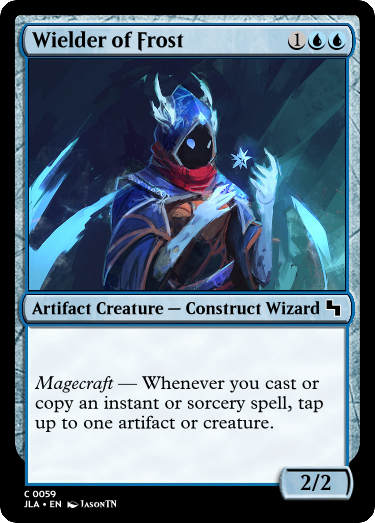 Wielder of Frost 1
Artifact Creature — Construct Wizard
Magecraft — Whenever you cast or
copy an instant or sorcery spell, tap
up to one artifact or creature.
2/2
C 0059
JLA • EN JASONTN